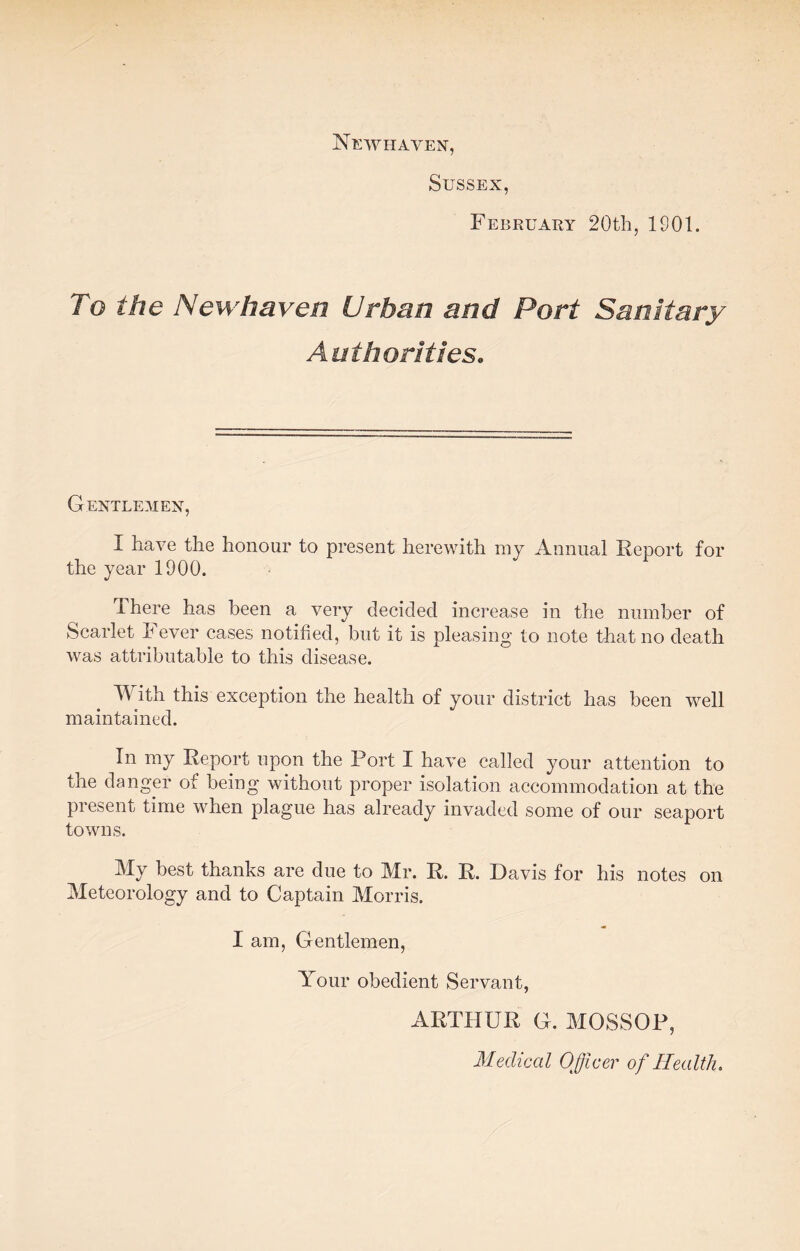 Newhaven,
Sussex,
February 20th, 1901.
To the Newhaven Urban and Port Sanitary
Authorities.
Gentlemen,
I have the honour to present herewith my Annual Report for
the year 1900.
There has been a very decided increase in the number of
Scarlet Fever cases notified, but it is pleasing to note that no death
was attributable to this disease.
With this exception the health of your district has been well
maintained.
In my Report upon the Port I have called your attention to
the danger of being without proper isolation accommodation at the
present time when plague has already invaded some of our seaport
towns.
My best thanks are due to Mr. R. R. Davis for his notes on
Meteorology and to Captain Morris.
I am, Gentlemen,
Your obedient Servant,
ARTHUR G. MOSSOP,
Medical Officer of Health.